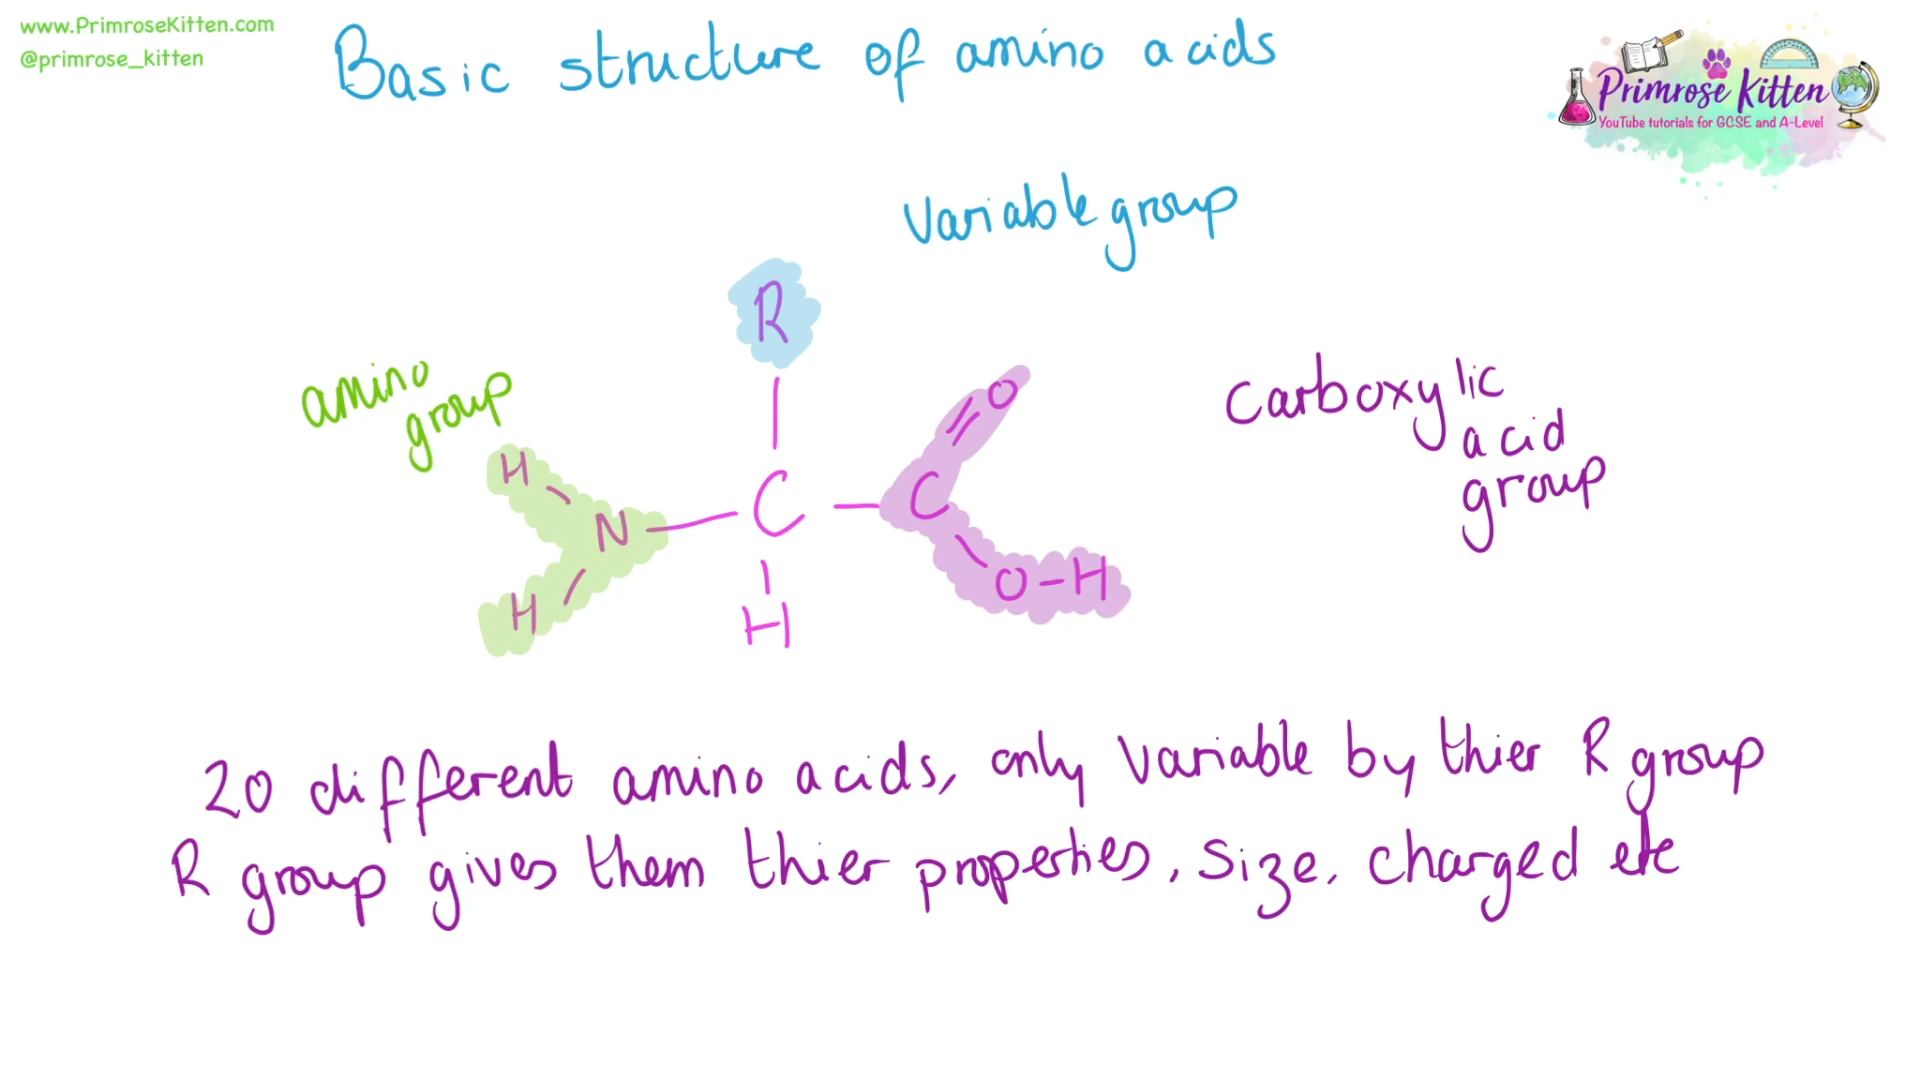 www.PrimroseKitten.com
@primrose_kitten
Basic structure of amino acids
Primrose Kitten
YouTube tutorials for GCSE and A-Level
Variable group
R
amino
group
Carboxylic
acid
group
O
H
N
C
C
O-H
H
H
20 different amino acids, only variable by thier R group
R group gives them thier properties, size, charged etc